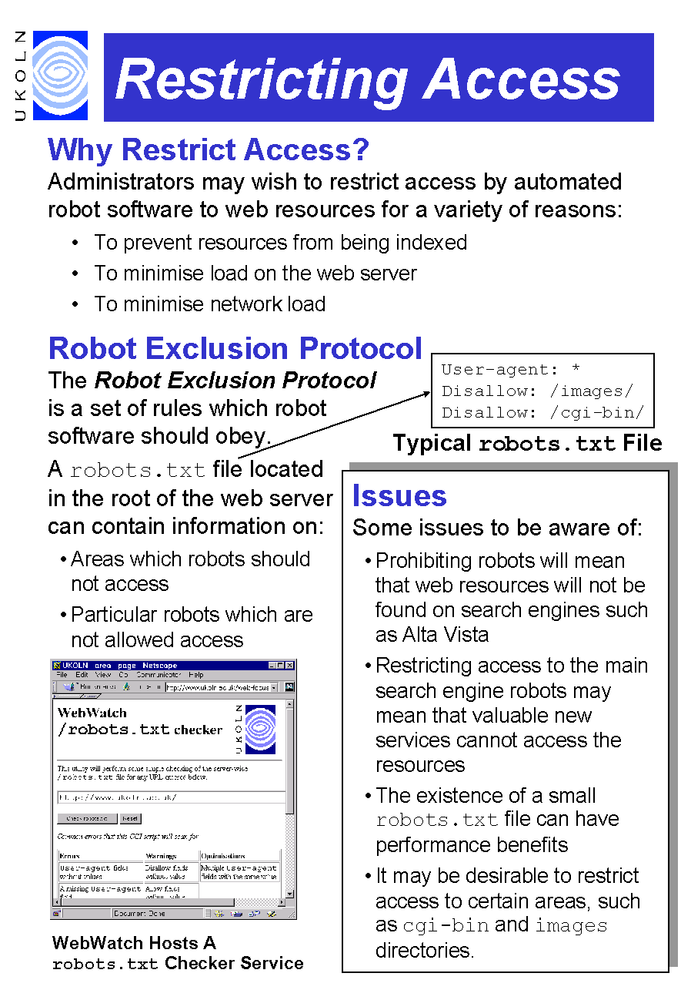 UKOLN
Restricting Access
Why Restrict Access?
Administrators may wish to restrict access by automated
robot software to web resources for a variety of reasons:
• To prevent resources from being indexed
• To minimise load on the web server
• To minimise network load
Robot Exclusion Protocol
The Robot Exclusion Protocol
is a set of rules which robot
software should obey.
User-agent: *
Disallow: /images/
Disallow: /cgi-bin/
Typical robots.txt File
A robots.txt file located
in the root of the web server
can contain information on:
• Areas which robots should
not access
• Particular robots which are
not allowed access
UKOLN area page Netscape
File Edit View Go Communicator Help
Bookmarks http://www.ukoln.ac.uk/web-focus
WebWatch
/robots.txt checker
UKOLN
This utility will perform some simple checking of the server-wide
/robots.txt file for any URL entered below.
http://www.ukoln.ac.uk/
Check robots.txt Reset
Common errors that this CGI script will scan for
Errors Warnings Optimisations
User-agent fields Disallow fields Multiple User-agent
without values without value fields with the same value
A missing User-agent Allow fields
Document Done
WebWatch Hosts A
robots.txt Checker Service
Issues
Some issues to be aware of:
• Prohibiting robots will mean
that web resources will not be
found on search engines such
as Alta Vista
• Restricting access to the main
search engine robots may
mean that valuable new
services cannot access the
resources
• The existence of a small
robots.txt file can have
performance benefits
• It may be desirable to restrict
access to certain areas, such
as cgi-bin and images
directories.